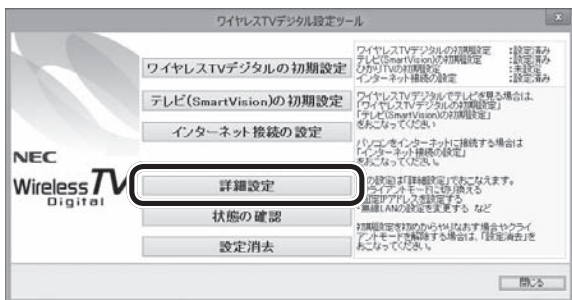 ワイヤレスTVデジタル設定ツール
ワイヤレスTVデジタルの初期設定
テレビ(SmartVision)の初期設定
インターネット接続の設定
NEC
Wireless TV
Digital
詳細設定
状態の確認
設定消去
ワイヤレスTVデジタルの初期設定 :設定済み
テレビ(SmartVision)の初期設定 :設定済み
ひかりTVの初期設定 :未設定
インターネット接続の設定 :設定済み
ワイヤレスTVデジタルでテレビを見る場合は、
「ワイヤレスTVデジタルの初期設定」
「テレビ(SmartVision)の初期設定」
をおこなってください。
パソコンをインターネットに接続する場合は
「インターネット接続の設定」
をおこなってください。
の設定は「詳細設定」でおこなえます。
ライアントモードに切り換える
固定IPアドレスを設定する
・無線LANの設定を変更する など
初期設定を初めからやりなおす場合やクライ
アントモードを解除する場合は、「設定消去」を
おこなってください。
閉じる